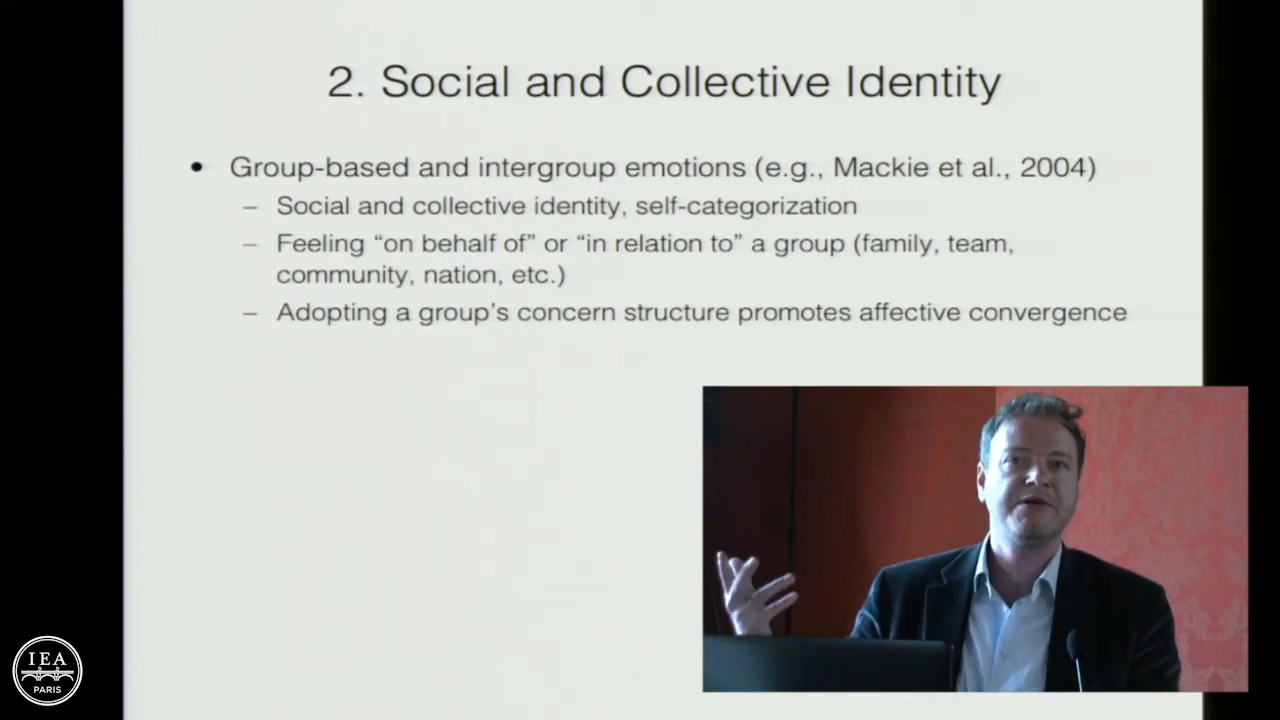 2. Social and Collective Identity
• Group-based and intergroup emotions (e.g., Mackie et al., 2004)
– Social and collective identity, self-categorization
– Feeling “on behalf of” or “in relation to” a group (family, team,
community, nation, etc.)
– Adopting a group’s concern structure promotes affective convergence
IEA
PARIS